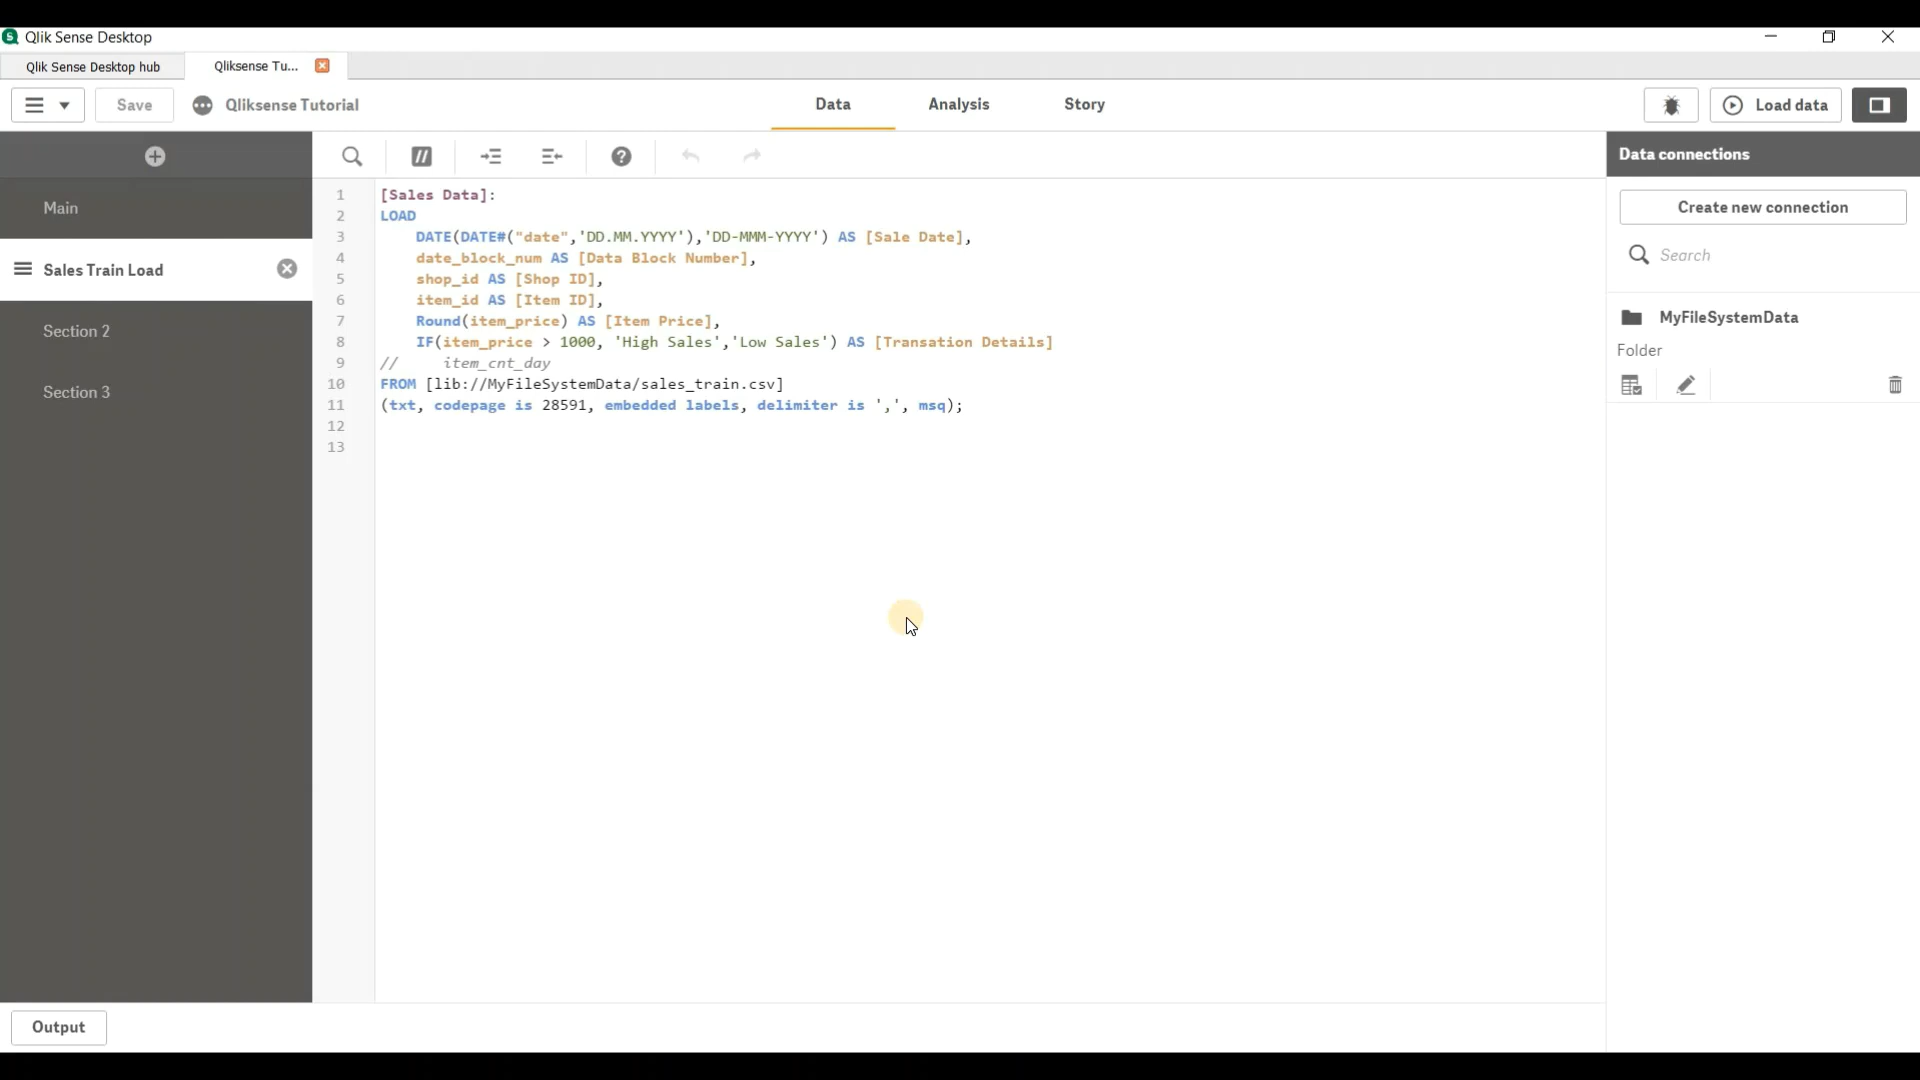 Qlik Sense Desktop
Qlik Sense Desktop hub
Qliksense Tu...
Save
Qliksense Tutorial
Data
Analysis
Story
Load data
Main
Sales Train Load
Section 2
Section 3
1 [Sales Data]:
2 LOAD
3 DATE(DATE#("date",'DD.MM.YYYY'),'DD-MMM-YYYY') AS [Sale Date],
4 date_block_num AS [Data Block Number],
5 shop_id AS [Shop ID],
6 item_id AS [Item ID],
7 Round(item_price) AS [Item Price],
8 IF(item_price > 1000, 'High Sales','Low Sales') AS [Transation Details]
9 // item_cnt_day
10 FROM [lib://MyFileSystemData/sales_train.csv]
11 (txt, codepage is 28591, embedded labels, delimiter is ',', msq);
12
13
Data connections
Create new connection
Search
MyFileSystemData
Folder
Output